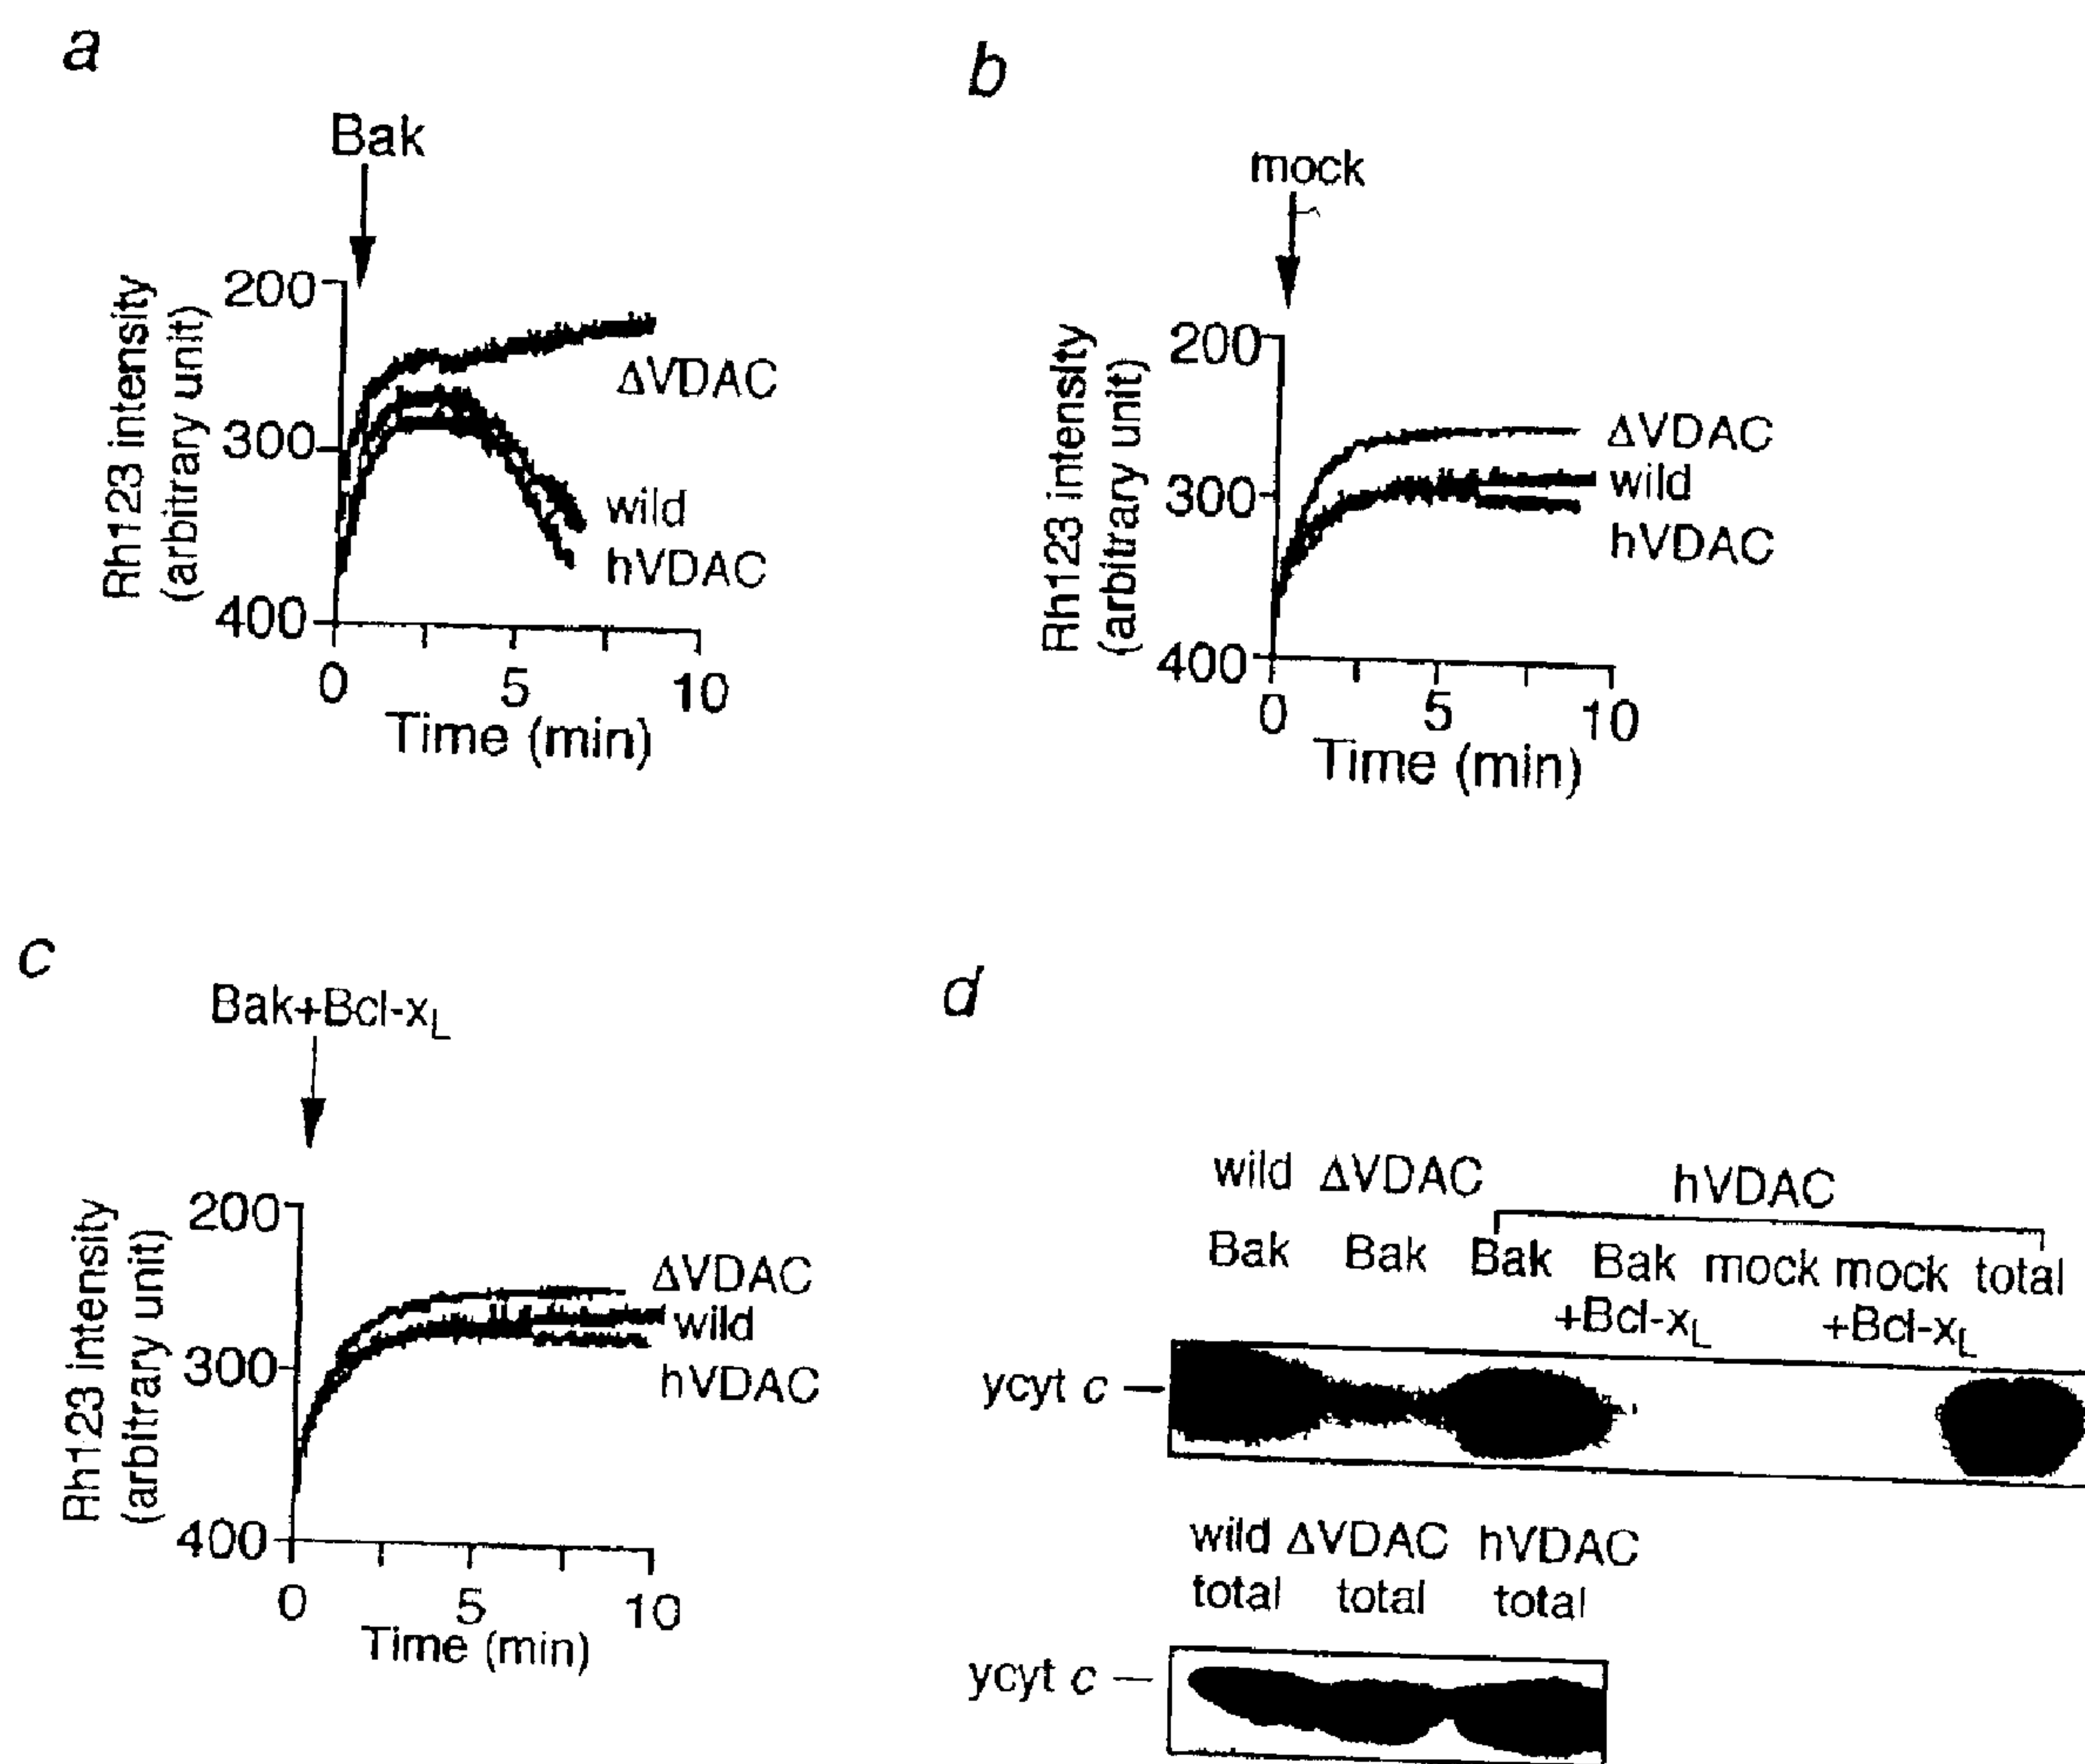 a
Bak
Rh123 intensity
(arbitrary unit)
200
300
400
ΔVDAC
wild
hVDAC
0 5 10
Time (min)
b
mock
Rh123 intensity
(arbitrary unit)
200
300
400
ΔVDAC
wild
hVDAC
0 5 10
Time (min)
c
Bak+Bcl-xL
Rh123 intensity
(arbitrary unit)
200
300
400
ΔVDAC
wild
hVDAC
0 5 10
Time (min)
d
wild ΔVDAC hVDAC
Bak Bak Bak Bak mock mock total
+Bcl-xL +Bcl-xL
ycyt c
wild ΔVDAC hVDAC
total total total
ycyt c